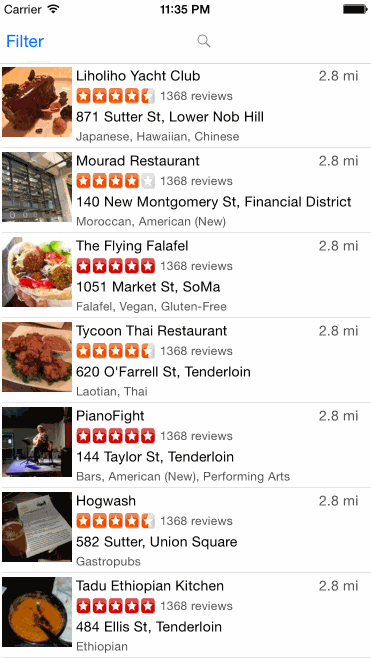 Carrier 11:35 PM
Filter
Liholiho Yacht Club 2.8 mi
1368 reviews
871 Sutter St, Lower Nob Hill
Japanese, Hawaiian, Chinese
Mourad Restaurant 2.8 mi
1368 reviews
140 New Montgomery St, Financial District
Moroccan, American (New)
The Flying Falafel 2.8 mi
1368 reviews
1051 Market St, SoMa
Falafel, Vegan, Gluten-Free
Tycoon Thai Restaurant 2.8 mi
1368 reviews
620 O'Farrell St, Tenderloin
Laotian, Thai
PianoFight 2.8 mi
1368 reviews
144 Taylor St, Tenderloin
Bars, American (New), Performing Arts
Hogwash 2.8 mi
1368 reviews
582 Sutter, Union Square
Gastropubs
Tadu Ethiopian Kitchen 2.8 mi
1368 reviews
484 Ellis St, Tenderloin
Ethiopian